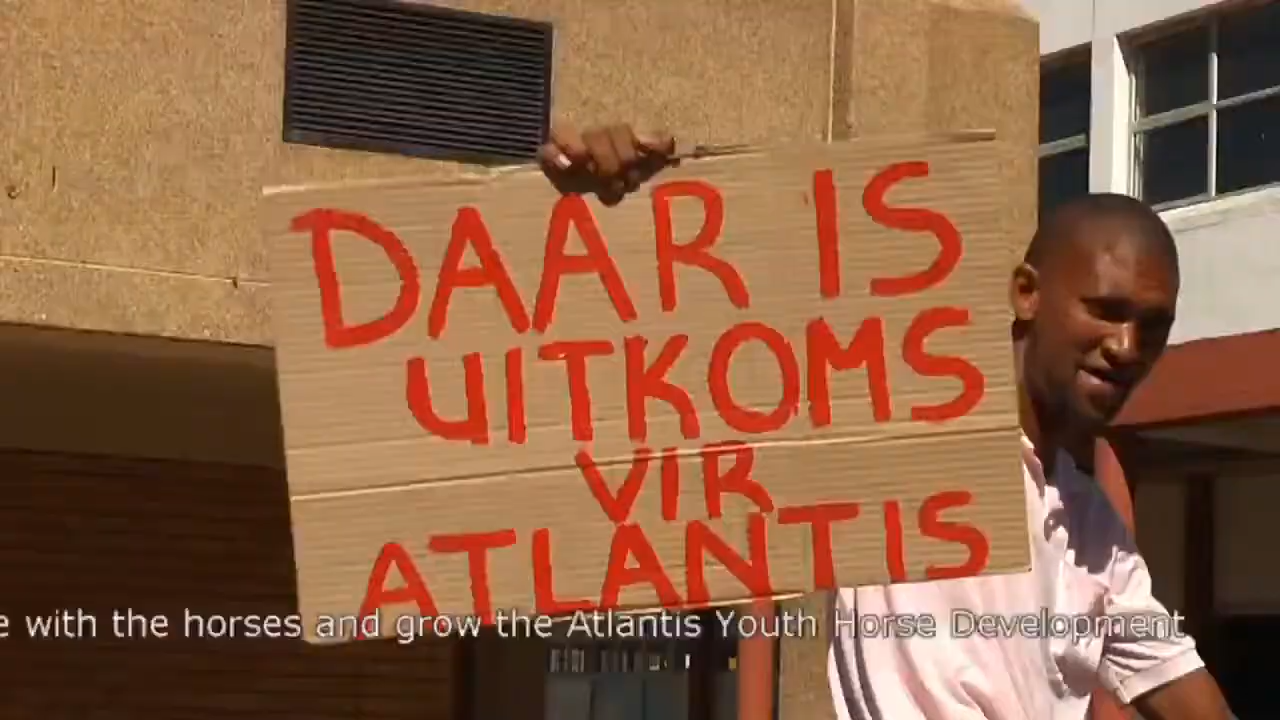 DAAR IS
UITKOMS
VIR
ATLANTIS
with the horses and grow the Atlantis Youth Horse Development